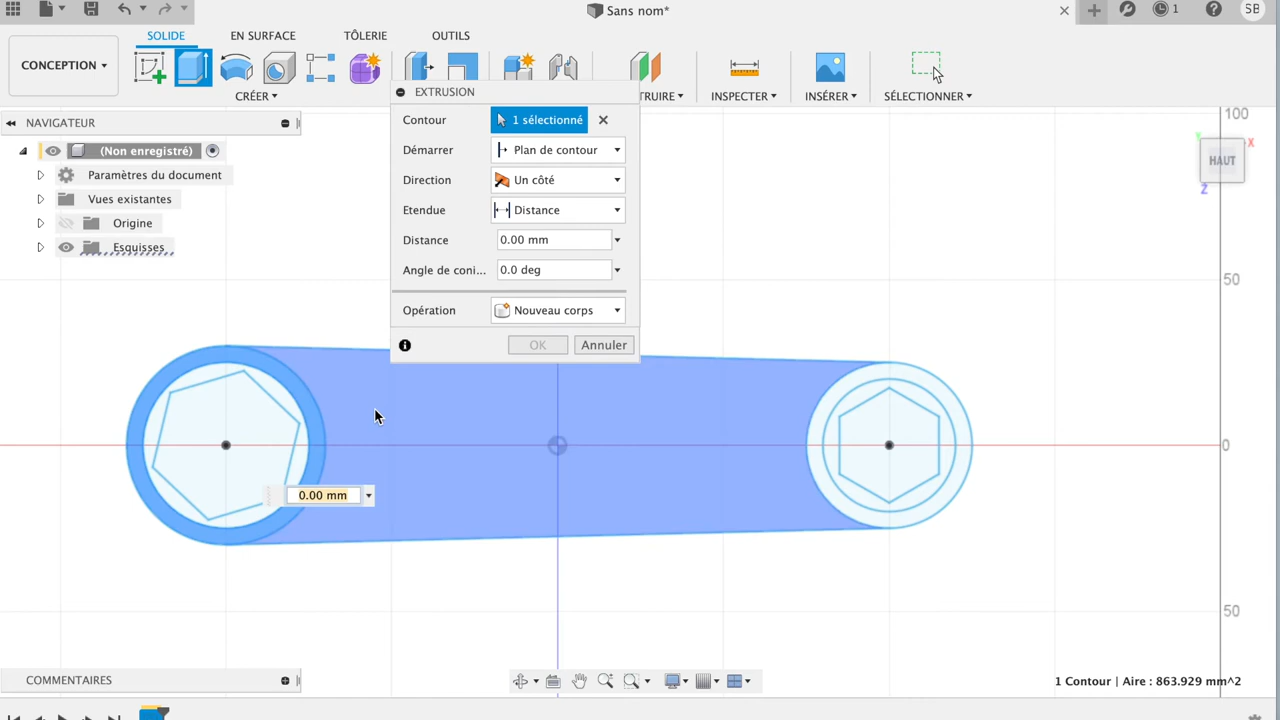 Sans nom*
1
SB
CONCEPTION
SOLIDE
EN SURFACE
TÔLERIE
OUTILS
CRÉER
TRUIRE
INSPECTER
INSÉRER
SÉLECTIONNER
NAVIGATEUR
(Non enregistré)
Paramètres du document
Vues existantes
Origine
Esquisses
EXTRUSION
Contour
1 sélectionné
Démarrer
Plan de contour
Direction
Un côté
Etendue
Distance
Distance
0.00 mm
Angle de coni...
0.0 deg
Opération
Nouveau corps
OK
Annuler
100
HAUT
X
Y
Z
50
0
50
0.00 mm
COMMENTAIRES
1 Contour | Aire : 863.929 mm^2